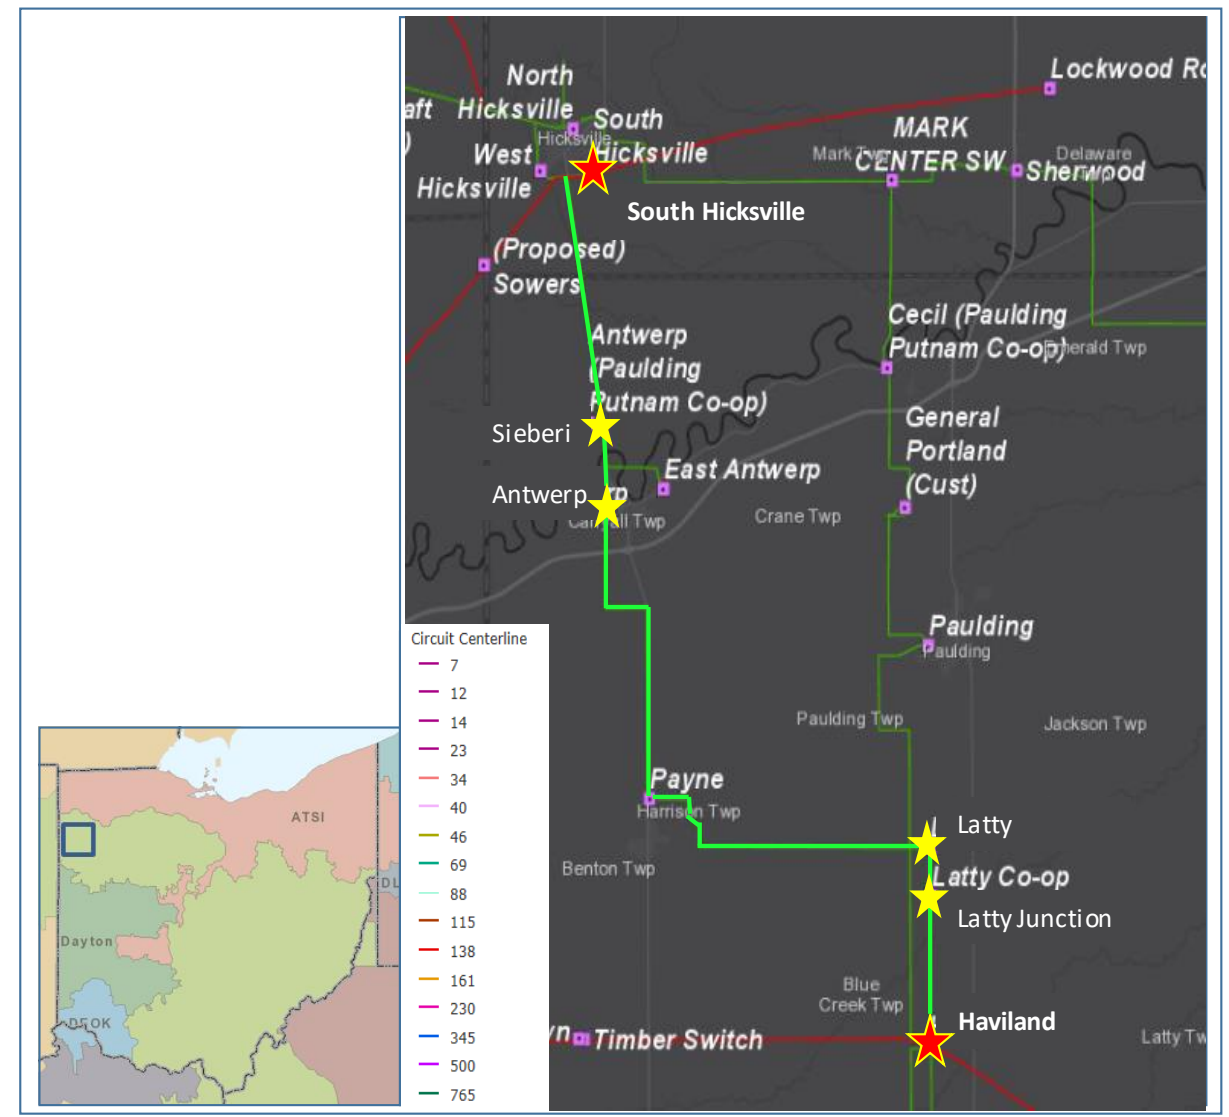 Lockwood
North
Hicksville
South
Hicksville
Hicksville
West
Hicksville
MARK
CENTER SW
Mark
Delaware
Sherwood
South Hicksville
(Proposed)
Sowers
Antwerp
(Paulding
Putnam Co-op)
Cecil (Paulding
Putnam Co-op)
Twp
General
Portland
(Cust)
Sieberi
East Antwerp
Antwerp
Twp
Crane Twp
Circuit Centerline
7
12
14
23
34
40
46
69
88
115
138
161
230
345
500
765
Paulding
Paulding
Paulding Twp
Jackson Twp
Payne
Harrison Twp
Latty
Benton Twp
Latty Co-op
Latty Junction
Blue
Creek Twp
Haviland
Timber Switch
Latty
ATSI
DL
Dayton
DEOK